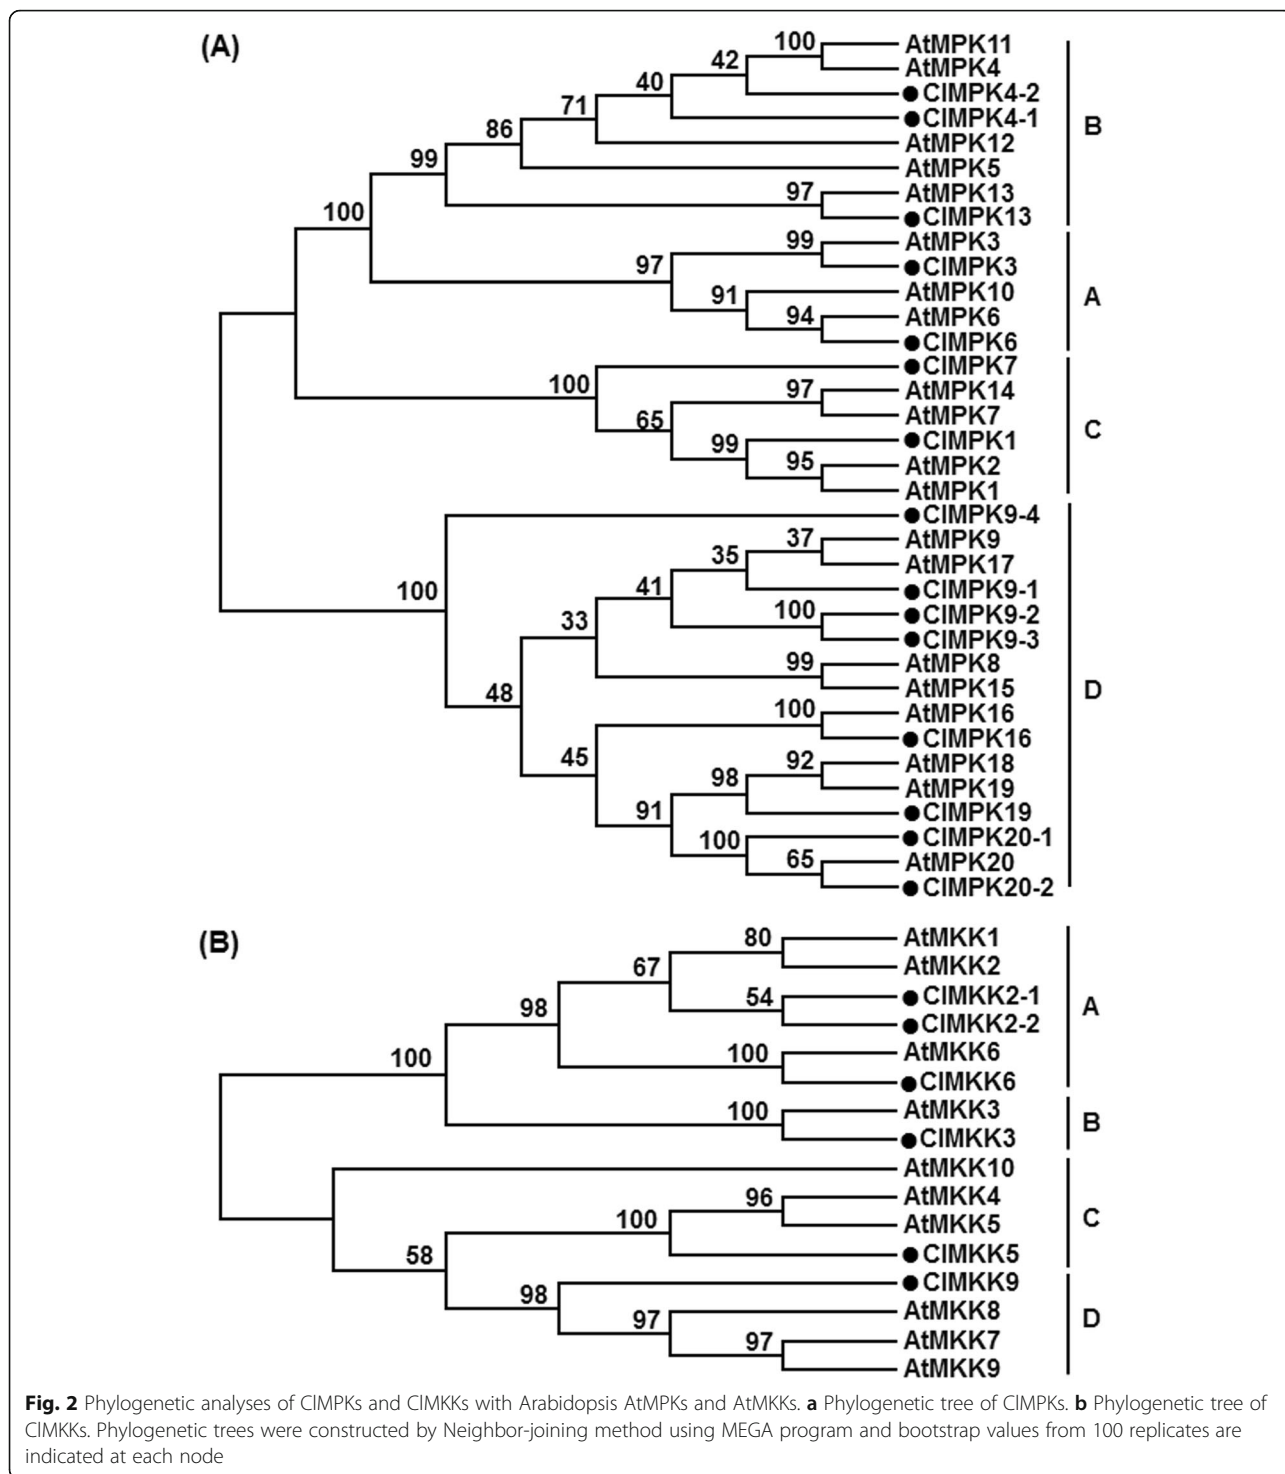 (A)
100
AtMPK11
AtMPK4
42
ClMPK4-2
40
ClMPK4-1
71
AtMPK12
86
AtMPK5
99
97
AtMPK13
ClMPK13
B
100
99
AtMPK3
ClMPK3
97
91
AtMPK10
94
AtMPK6
ClMPK6
A
100
ClMPK7
97
AtMPK14
AtMPK7
65
99
ClMPK1
95
AtMPK2
AtMPK1
C
100
ClMPK9-4
37
AtMPK9
AtMPK17
35
ClMPK9-1
41
100
ClMPK9-2
ClMPK9-3
33
99
AtMPK8
AtMPK15
48
100
AtMPK16
ClMPK16
45
92
AtMPK18
AtMPK19
98
ClMPK19
91
100
ClMPK20-1
65
AtMPK20
ClMPK20-2
D
(B)
80
AtMKK1
AtMKK2
67
54
ClMKK2-1
ClMKK2-2
98
100
AtMKK6
ClMKK6
A
100
100
AtMKK3
ClMKK3
B
AtMKK10
96
AtMKK4
AtMKK5
100
ClMKK5
C
58
98
ClMKK9
97
AtMKK8
97
AtMKK7
AtMKK9
D
Fig. 2 Phylogenetic analyses of ClMPKs and ClMKKs with Arabidopsis AtMPKs and AtMKKs. a Phylogenetic tree of ClMPKs. b Phylogenetic tree of
ClMKKs. Phylogenetic trees were constructed by Neighbor-joining method using MEGA program and bootstrap values from 100 replicates are
indicated at each node